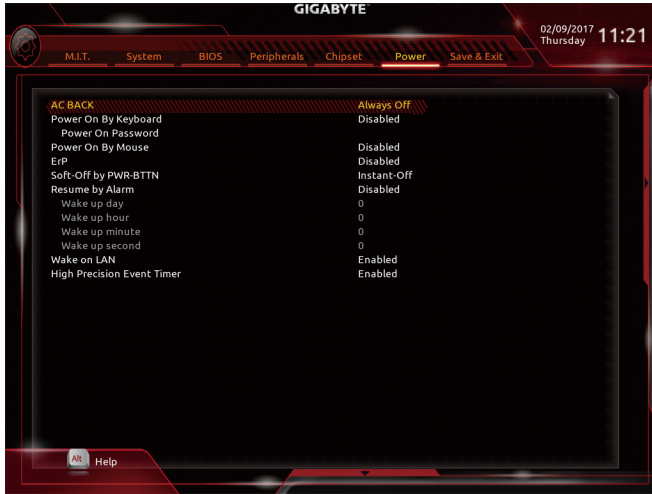 GIGABYTE™
02/09/2017 Thursday 11:21
M.I.T. System BIOS Peripherals Chipset Power Save & Exit
AC BACK Always Off
Power On By Keyboard Disabled
Power On Password
Power On By Mouse Disabled
ErP Disabled
Soft-Off by PWR-BTTN Instant-Off
Resume by Alarm Disabled
Wake up day 0
Wake up hour 0
Wake up minute 0
Wake up second 0
Wake on LAN Enabled
High Precision Event Timer Enabled
Alt Help